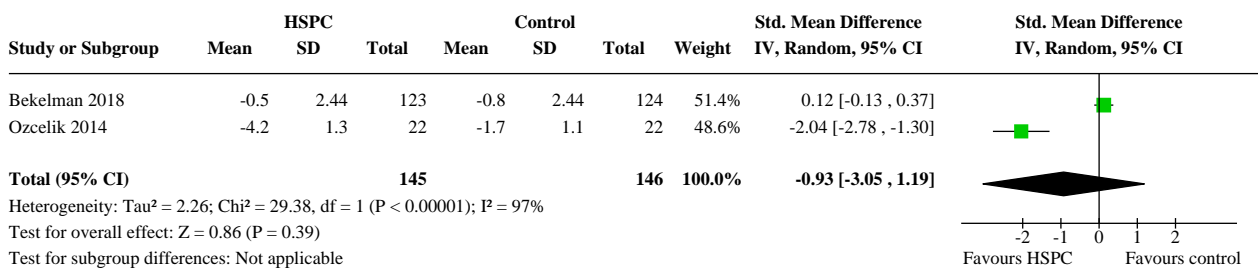 HSPC Control Std. Mean Difference Std. Mean Difference
Study or Subgroup Mean SD Total Mean SD Total Weight IV, Random, 95% CI IV, Random, 95% CI
Bekelman 2018 -0.5 2.44 123 -0.8 2.44 124 51.4% 0.12 [-0.13 , 0.37]
Ozcelik 2014 -4.2 1.3 22 -1.7 1.1 22 48.6% -2.04 [-2.78 , -1.30]
Total (95% CI) 145 146 100.0% -0.93 [-3.05 , 1.19]
Heterogeneity: Tau² = 2.26; Chi² = 29.38, df = 1 (P < 0.00001); I² = 97%
Test for overall effect: Z = 0.86 (P = 0.39)
Test for subgroup differences: Not applicable
-2 -1 0 1 2
Favours HSPC Favours control